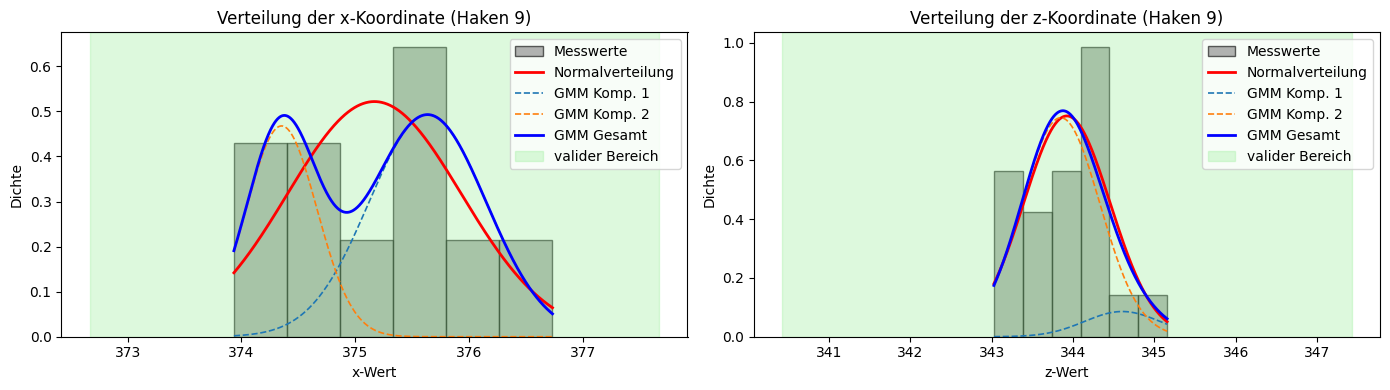 Verteilung der x-Koordinate (Haken 9)
Dichte
0.6
0.5
0.4
0.3
0.2
0.1
0.0
373 374 375 376 377
x-Wert
Messwerte
Normalverteilung
GMM Komp. 1
GMM Komp. 2
GMM Gesamt
valider Bereich
Verteilung der z-Koordinate (Haken 9)
Dichte
1.0
0.8
0.6
0.4
0.2
0.0
341 342 343 344 345 346 347
z-Wert
Messwerte
Normalverteilung
GMM Komp. 1
GMM Komp. 2
GMM Gesamt
valider Bereich